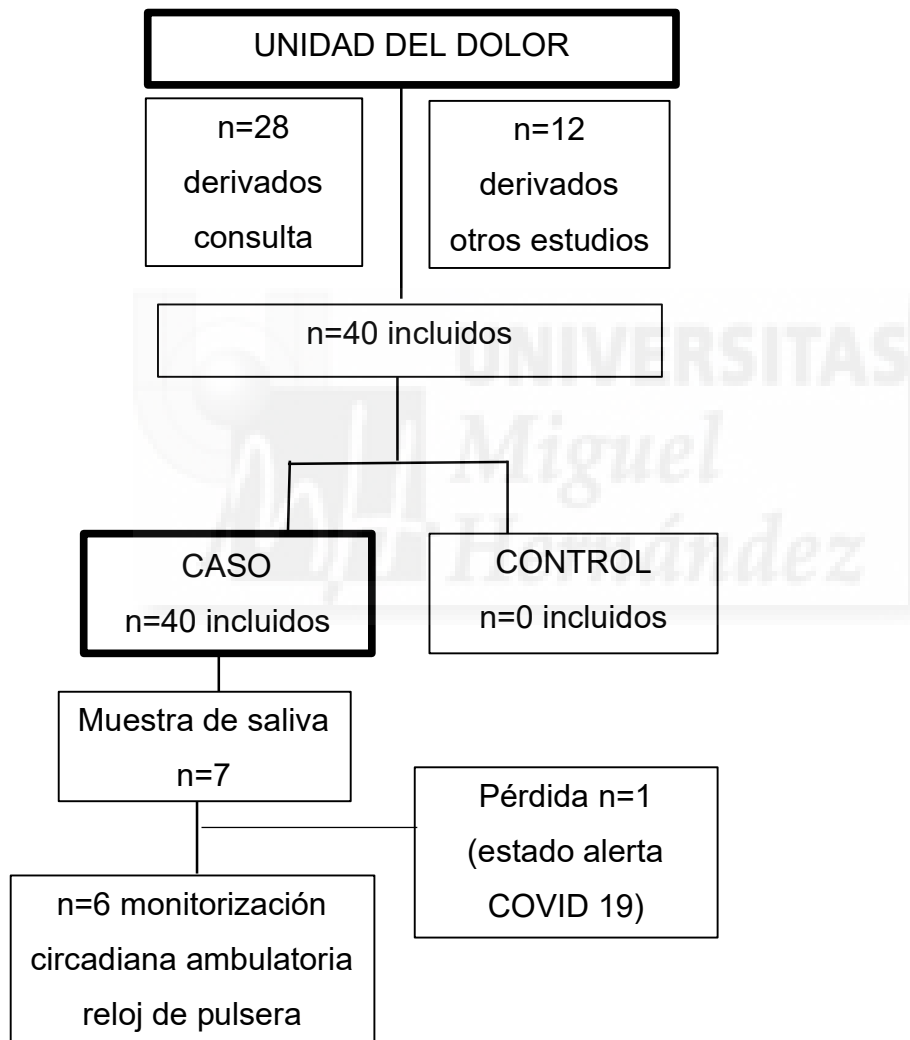 UNIDAD DEL DOLOR
n=28
derivados
consulta
n=12
derivados
otros estudios
n=40 incluidos
UNIVERSITAS
Miguel
Hernández
CASO
n=40 incluidos
CONTROL
n=0 incluidos
Muestra de saliva
n=7
Pérdida n=1
(estado alerta
COVID 19)
n=6 monitorización
circadiana ambulatoria
reloj de pulsera